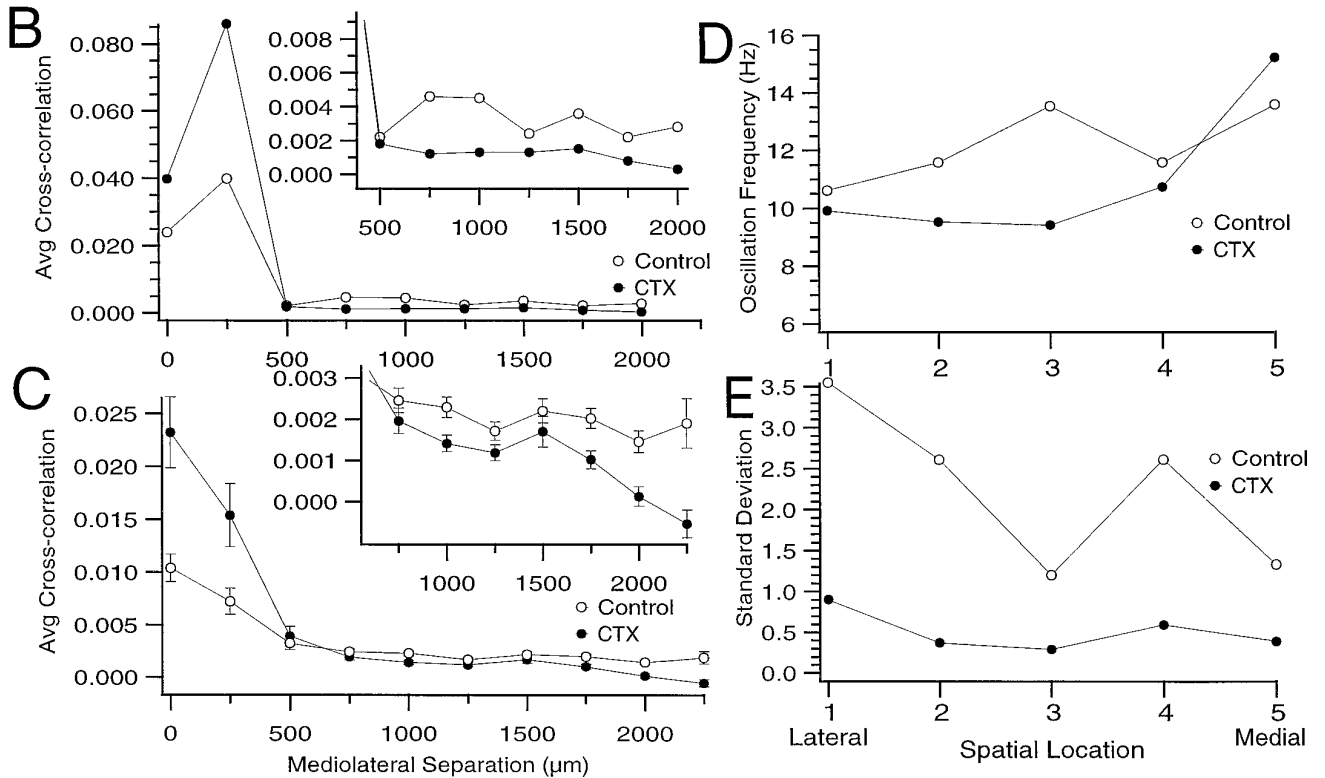 B
Avg Cross-correlation
0.080
0.060
0.040
0.020
0.000
0 500 1000 1500 2000
0.008
0.006
0.004
0.002
0.000
500 1000 1500 2000
Control
CTX
C
Avg Cross-correlation
0.025
0.020
0.015
0.010
0.005
0.000
0 500 1000 1500 2000
Mediolateral Separation (µm)
0.003
0.002
0.001
0.000
1000 1500 2000
Control
CTX
D
Oscillation Frequency (Hz)
16
14
12
10
8
6
1 2 3 4 5
Control
CTX
E
Standard Deviation
3.5
3.0
2.5
2.0
1.5
1.0
0.5
0.0
1 2 3 4 5
Lateral Spatial Location Medial
Control
CTX